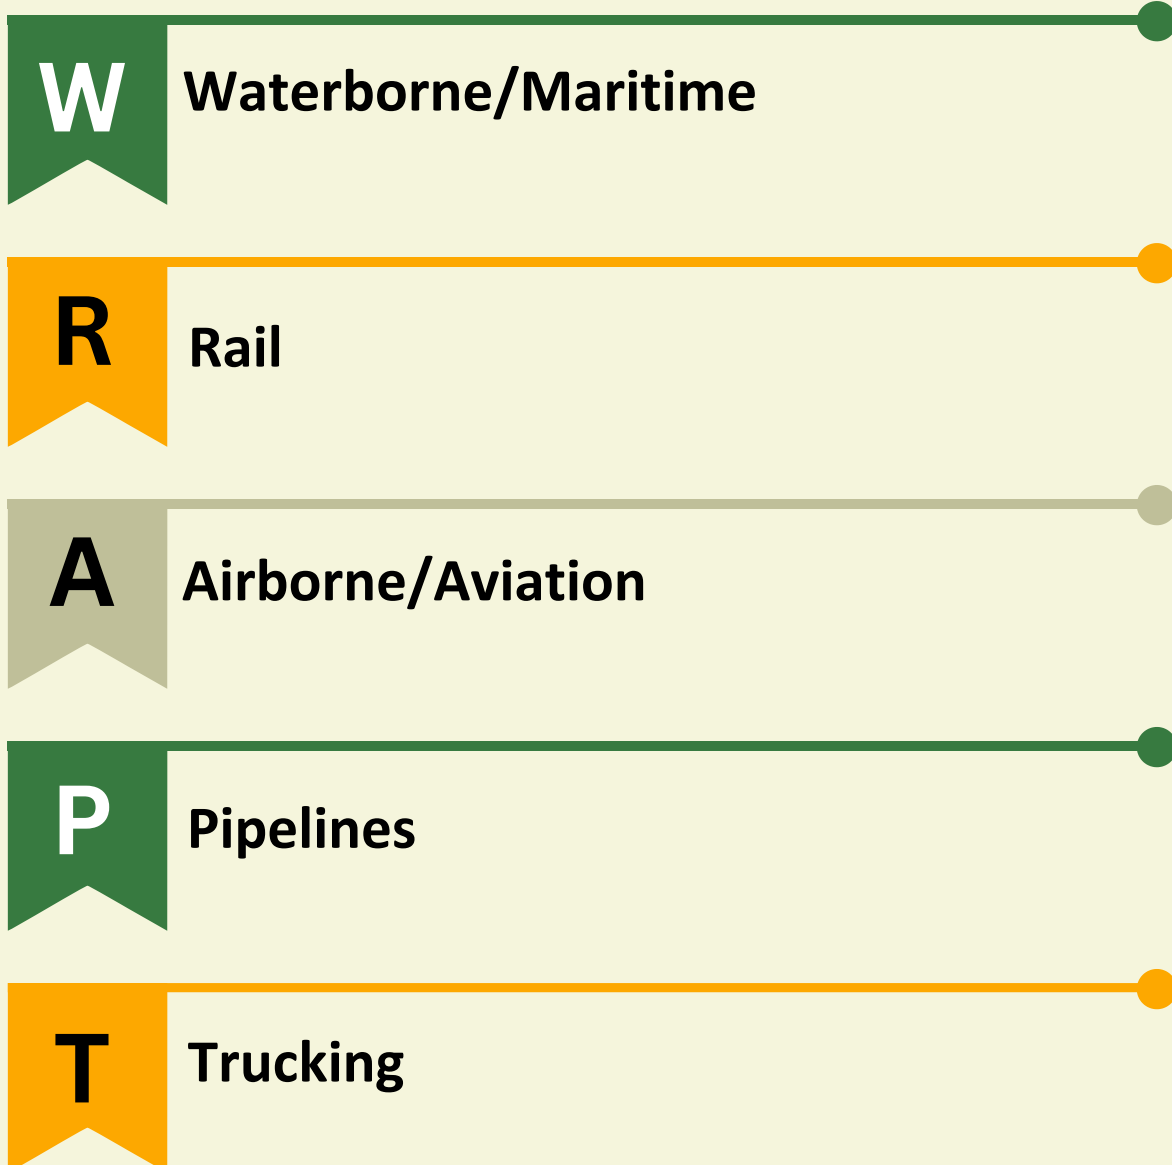 W
Waterborne/Maritime
R
Rail
A
Airborne/Aviation
P
Pipelines
T
Trucking